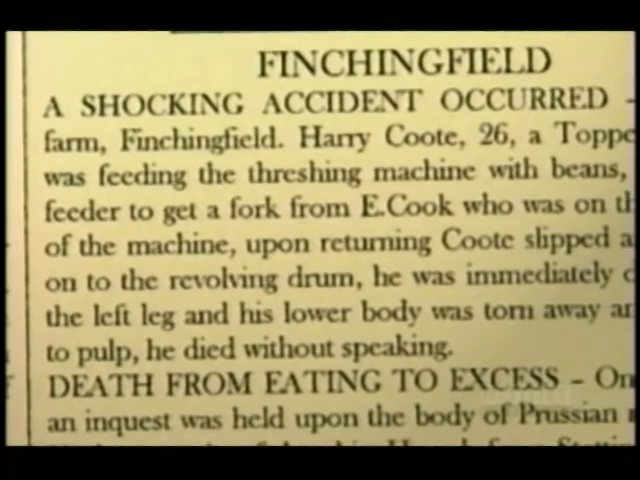 FINCHINGFIELD
A SHOCKING ACCIDENT OCCURRED -
farm, Finchingfield. Harry Coote, 26, a Toppe
was feeding the threshing machine with beans,
feeder to get a fork from E.Cook who was on th
of the machine, upon returning Coote slipped a
on to the revolving drum, he was immediately
the left leg and his lower body was torn away an
to pulp, he died without speaking.
DEATH FROM EATING TO EXCESS – On
an inquest was held upon the body of Prussian